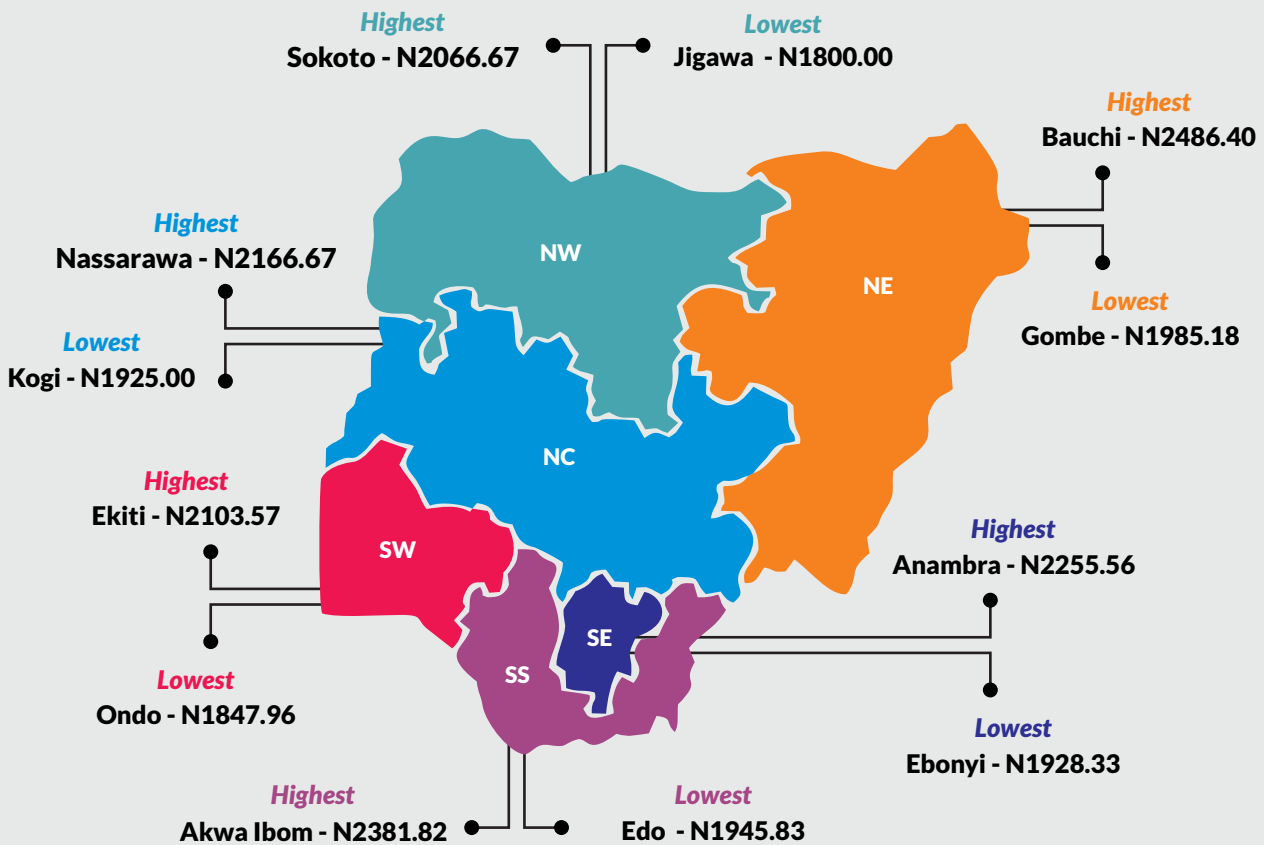 Highest
Sokoto - N2066.67
Lowest
Jigawa - N1800.00
Highest
Bauchi - N2486.40
Highest
Nassarawa - N2166.67
NW
NE
Lowest
Gombe - N1985.18
Lowest
Kogi - N1925.00
NC
Highest
Ekiti - N2103.57
SW
Highest
Anambra - N2255.56
SE
SS
Lowest
Ondo - N1847.96
Lowest
Ebonyi - N1928.33
Highest
Akwa Ibom - N2381.82
Lowest
Edo - N1945.83